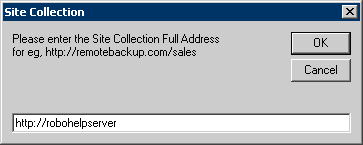 Site Collection
Please enter the Site Collection Full Address
for eg, http://remotebackup.com/sales
OK
Cancel
http://robohelpserver